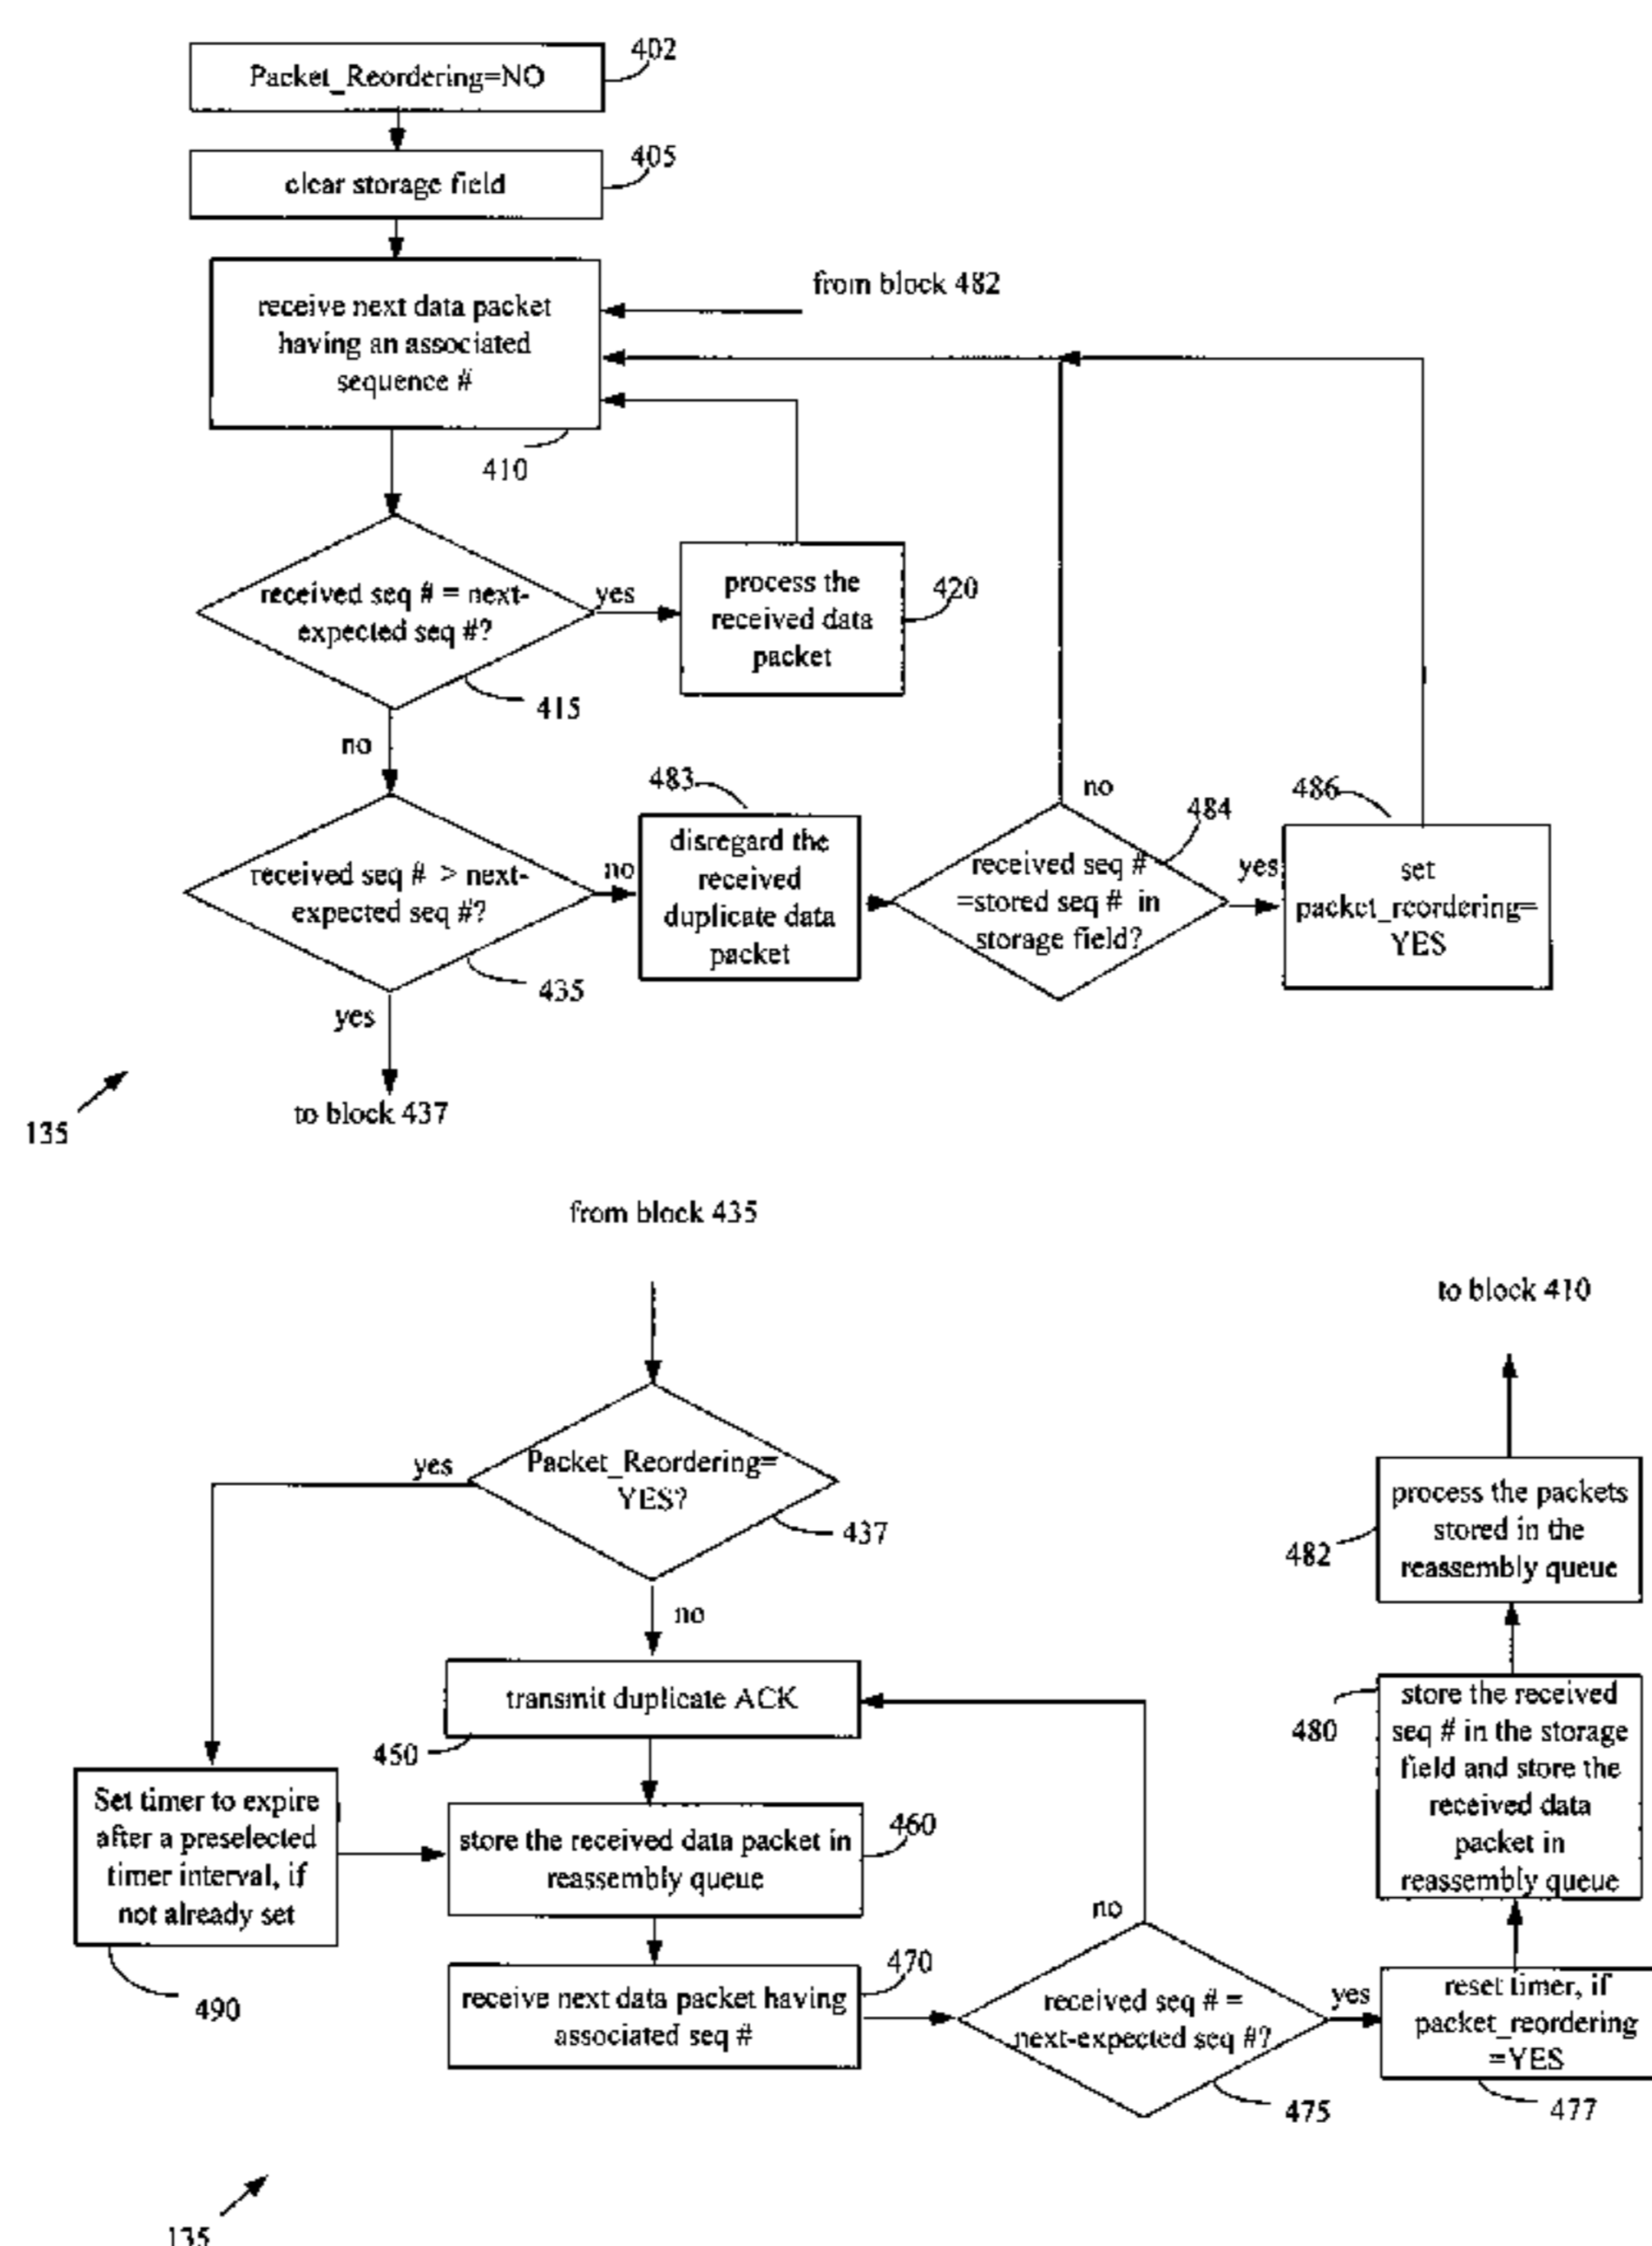 Packet_Reordering=NO
402
clear storage field
405
from block 482
receive next data packet
having an associated
sequence #
410
received seq # = next-
expected seq #?
yes
415
process the
received data
packet
420
no
received seq # > next-
expected seq #?
no
435
yes
to block 437
483
disregard the
received
duplicate data
packet
no
484
received seq #
=stored seq # in
storage field?
yes
486
set
packet_reordering=
YES
135
from block 435
to block 410
Packet_Reordering=
YES?
yes
437
no
transmit duplicate ACK
450
Set timer to expire
after a preselected
timer interval, if
not already set
490
store the received data packet in
reassembly queue
460
receive next data packet having
associated seq #
470
no
received seq # =
next-expected seq #?
yes
475
reset timer, if
packet_reordering
=YES
477
store the received
seq # in the storage
field and store the
received data
packet in
reassembly queue
480
process the packets
stored in the
reassembly queue
482
135